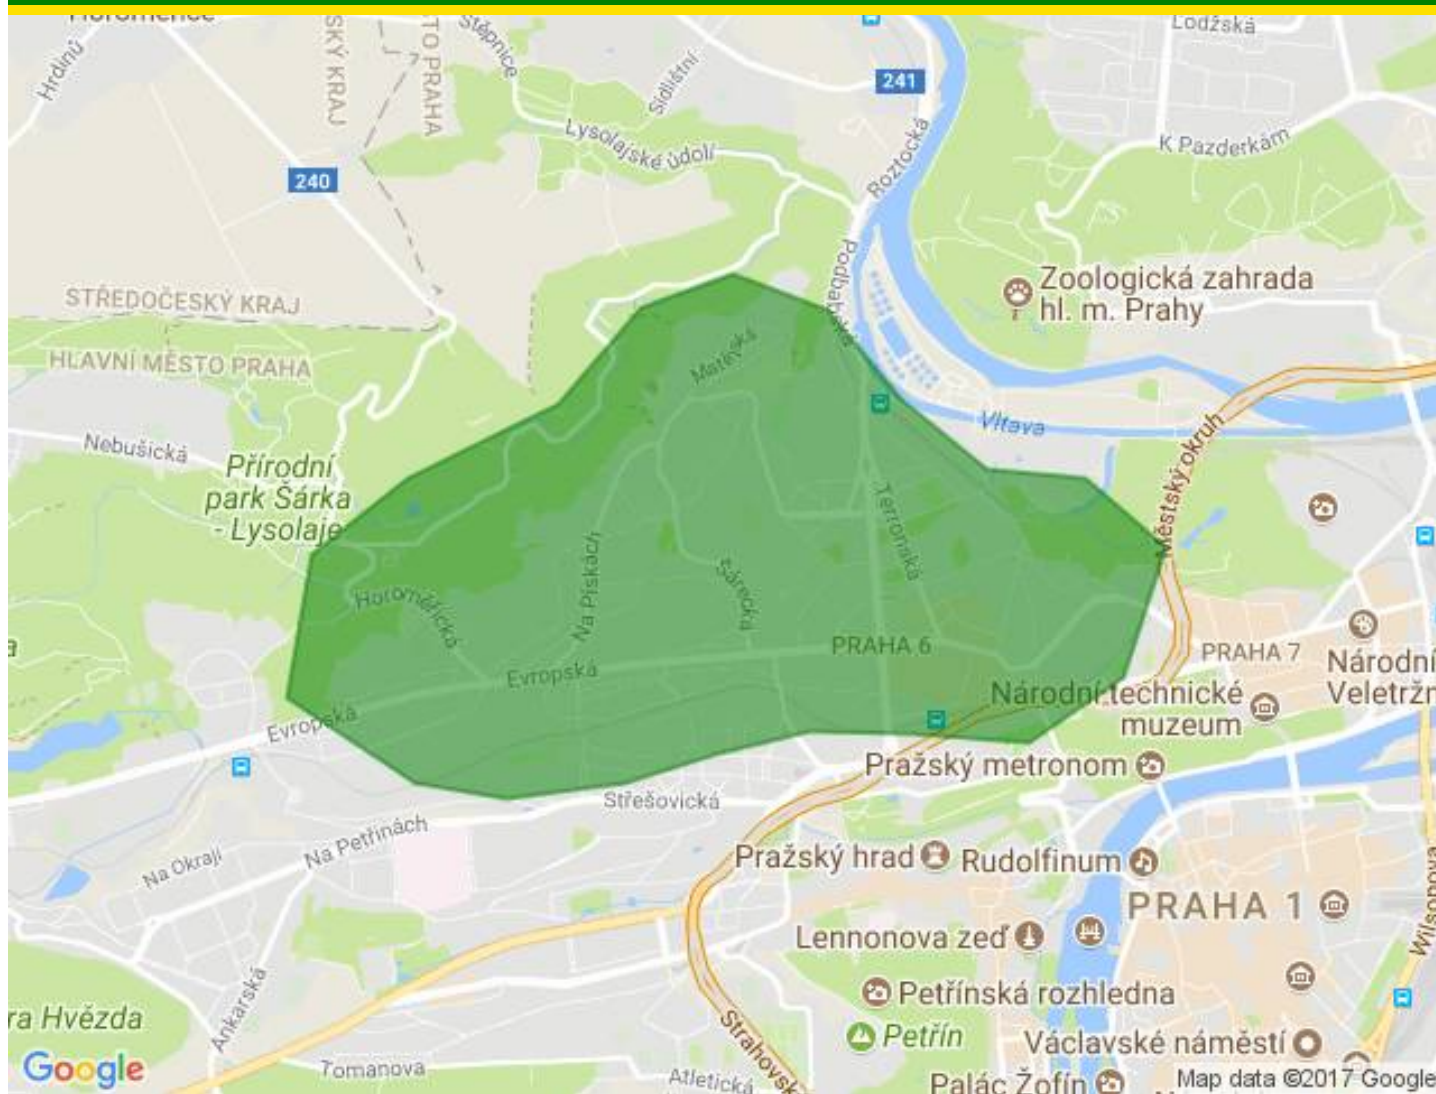 Horoměřice
Hrdinů
SKÝ KRAJ
TO PRAHA
Štěpnice
Sídlištní
241
Lodžská
Lysolajské údolí
Roztocká
K Pazderkám
240
Podbabská
Zoologická zahrada
hl. m. Prahy
STŘEDOČESKÝ KRAJ
HLAVNÍ MĚSTO PRAHA
Matějská
Nebušická
Vltava
Městský okruh
Přírodní
park Šárka
- Lysolaje
Terronská
Na Pískách
Šárecká
Horoměřická
a
PRAHA 6
PRAHA 7
Evropská
Národní
Veletržn
Národní technické
muzeum
Evropská
Pražský metronom
Střešovická
Na Petřinách
Na Okraji
Pražský hrad
Rudolfinum
PRAHA 1
Wilsonova
Lennonova zeď
Ankarská
Petřínská rozhledna
ra Hvězda
Petřín
Strahovsk
Václavské náměstí
Google
Tomanova
Atletická
Palác Žofín
Map data ©2017 Google